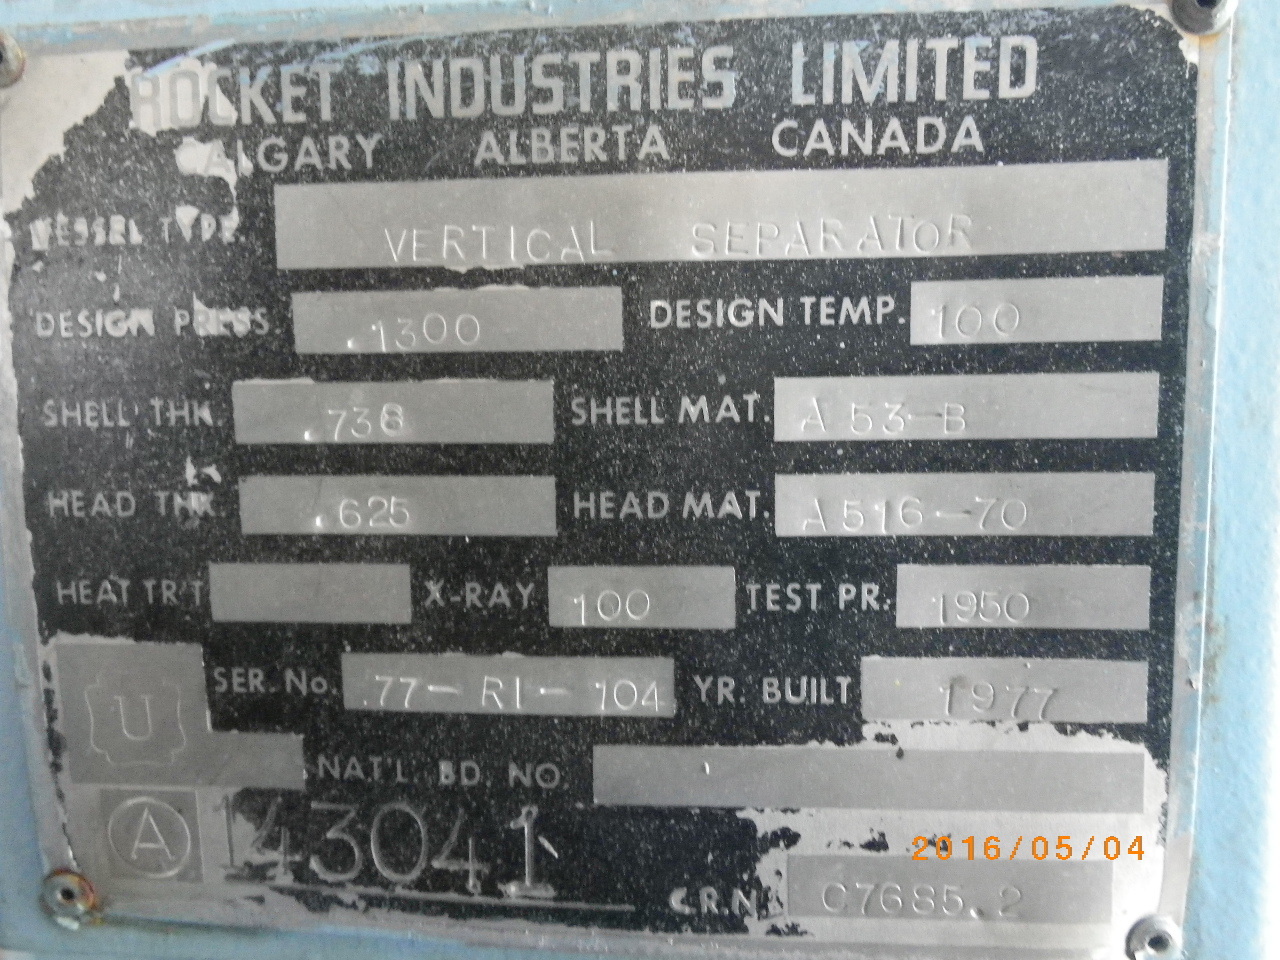 ROCKET INDUSTRIES LIMITED
CALGARY ALBERTA CANADA
VESSEL TYPE. VERTICAL SEPARATOR
DESIGN PRESS. 1300 DESIGN TEMP. 100
SHELL THK. .738 SHELL MAT. A 53-B
HEAD THK. .625 HEAD MAT. A516-70
HEAT TR'T X-RAY 100 TEST PR. 1950
SER. No. 77-RI-104 YR. BUILT 1977
U
NAT'L. BD. NO.
A 143041
2016/05/04
C.R.N. C7685.2